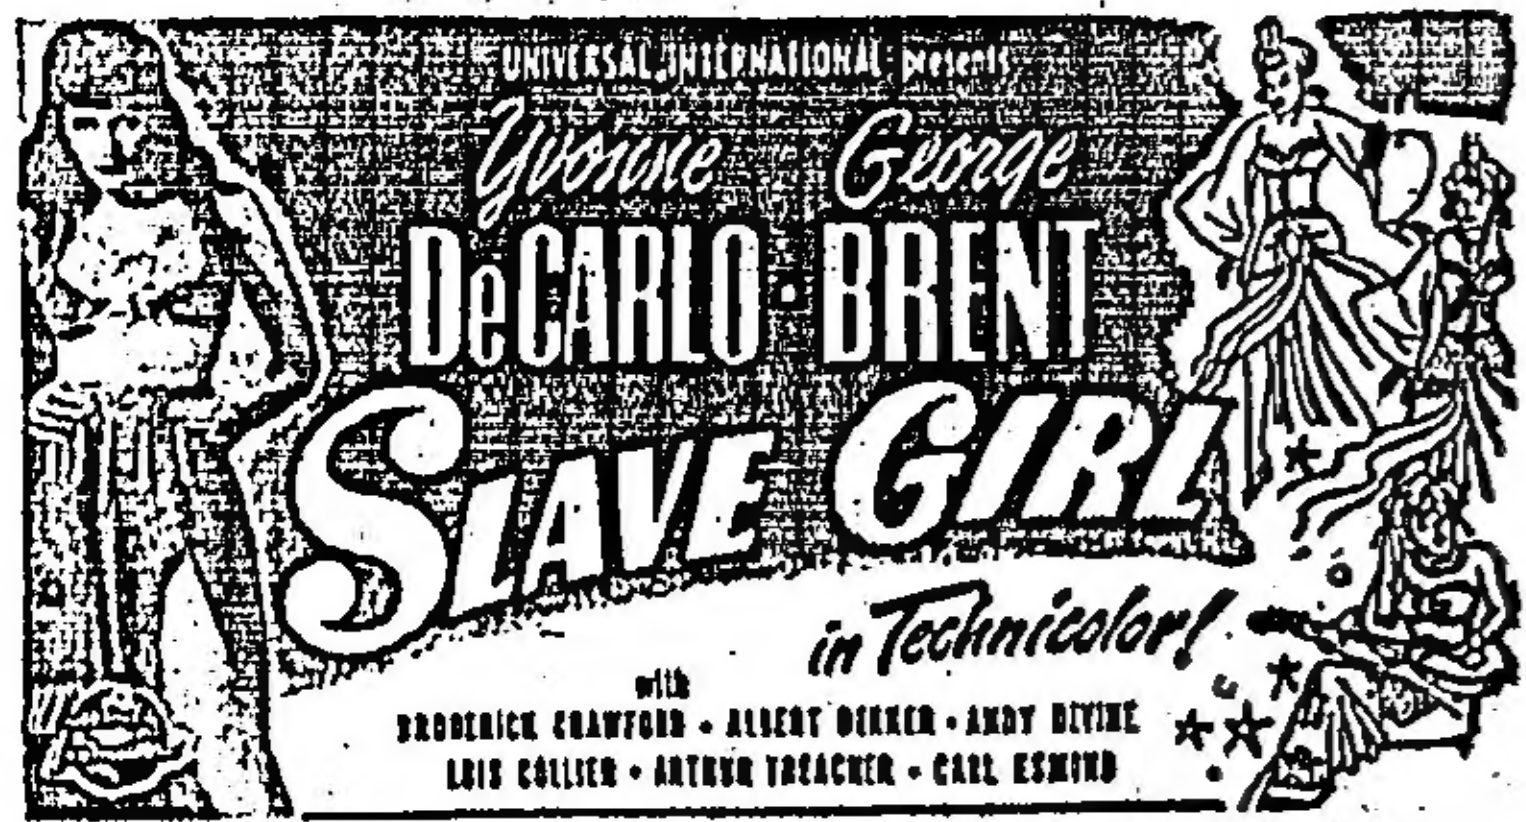 UNIVERSAL-INTERNATIONAL presents
Yvonne George
DeCARLO · BRENT
SLAVE GIRL
in Technicolor!
with
BRODERICK CRAWFORD • ALBERT DEKKER • ANDY DEVINE
LOIS COLLIER • ARTHUR TREACHER • CARL ESMOND